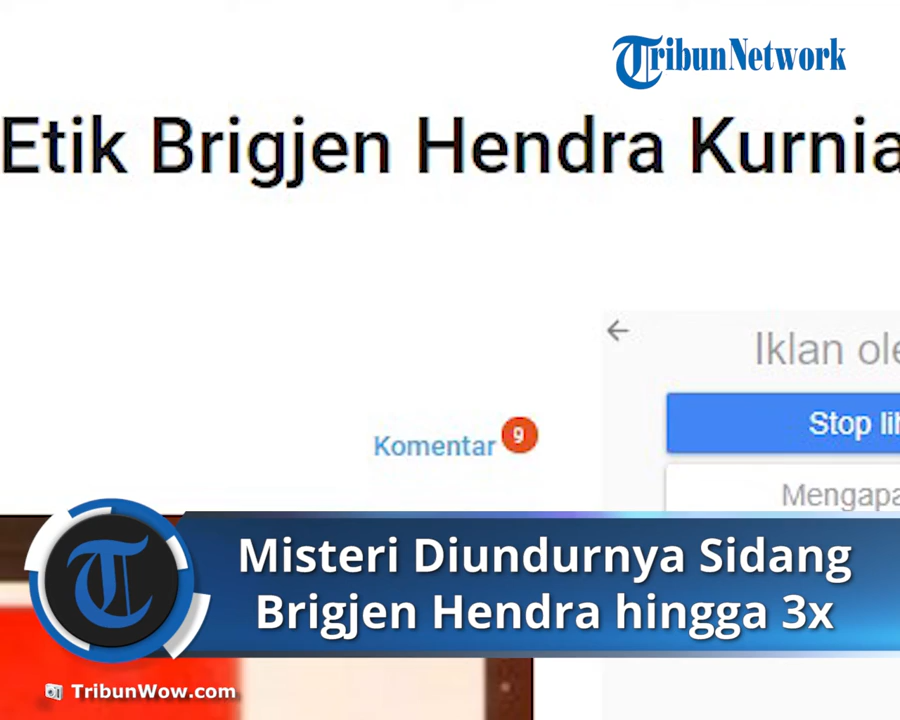 TribunNetwork
Etik Brigjen Hendra Kurnia
Iklan ole
Stop lih
Komentar 9
Mengapa
Misteri Diundurnya Sidang
Brigjen Hendra hingga 3x
TribunWow.com